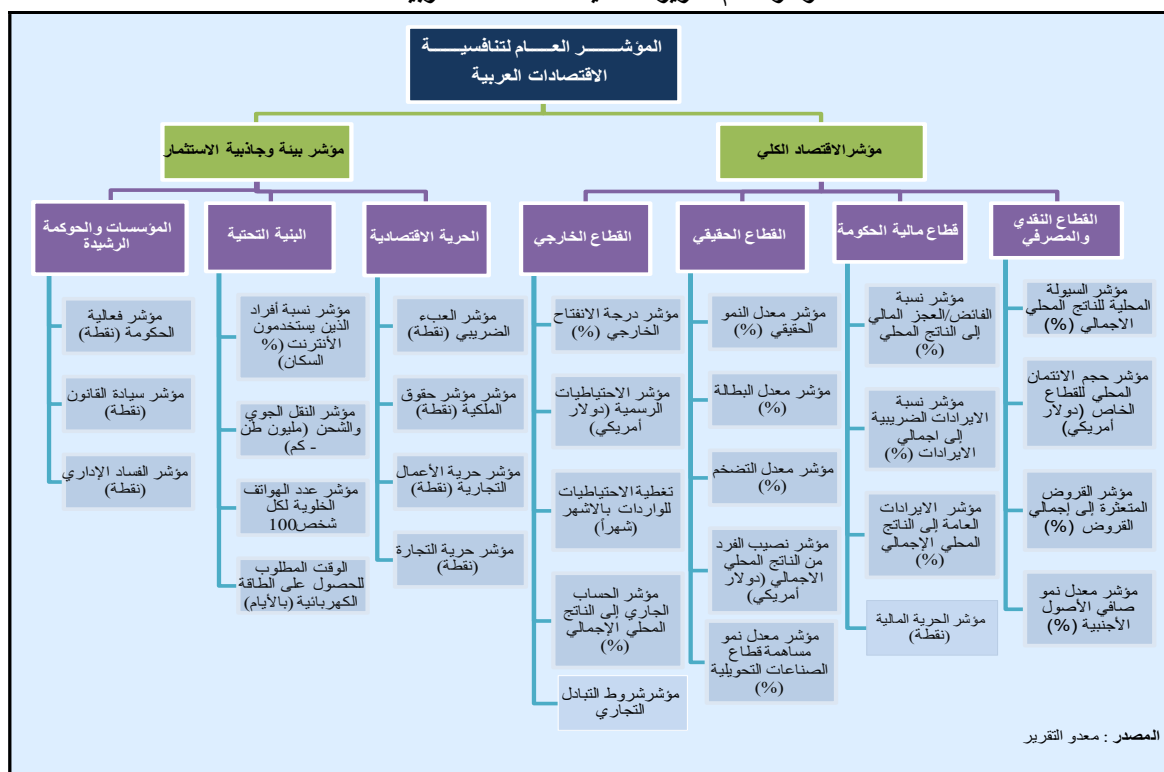 المؤشـــــر العـــام لتنافسيـــــة
الاقتصادات العربية
مؤشرالاقتصاد الكلي
مؤشر بيئة وجاذبية الاستثمار
القطاع النقدي
والمصرفي
مؤشر السيولة
المحلية للناتج المحلي
الاجمالي (%)
مؤشر حجم الائتمان
المحلي للقطاع
الخاص (دولار
أمريكي)
مؤشر القروض
المتعثرة إلى إجمالي
القروض (%)
مؤشر معدل نمو
صافي الأصول
الأجنبية (%)
قطاع مالية الحكومة
مؤشر نسبة
الفائض/العجز المالي
إلى الناتج المحلي
(%)
مؤشر نسبة
الايرادات الضريبية
إلى اجمالي
الايرادات (%)
مؤشر الايرادات
العامة إلى الناتج
المحلي الإجمالي
(%)
مؤشر الحرية المالية
(نقطة)
القطاع الحقيقي
مؤشر معدل النمو
الحقيقي (%)
مؤشر معدل البطالة
(%)
مؤشر معدل التضخم
(%)
مؤشر نصيب الفرد
من الناتج المحلي
الاجمالي (دولار
أمريكي)
مؤشر معدل نمو
مساهمة قطاع
الصناعات التحويلية
(%)
القطاع الخارجي
مؤشر درجة الانفتاح
الخارجي (%)
مؤشر الاحتياطيات
الرسمية (دولار
أمريكي)
تغطية الاحتياطيات
للواردات بالاشهر
(شهراً)
مؤشر الحساب
الجاري إلى الناتج
المحلي الإجمالي
(%)
مؤشرشروط التبادل
التجاري
الحرية الاقتصادية
مؤشر العبء
الضريبي (نقطة)
مؤشر مؤشر حقوق
الملكية (نقطة)
مؤشر حرية الأعمال
التجارية (نقطة)
مؤشر حرية التجارة
(نقطة)
البنية التحتية
مؤشر نسبة أفراد
الذين يستخدمون
الأنترنت (%
السكان)
مؤشر النقل الجوي
والشحن (مليون طن
- كم)
مؤشر عدد الهواتف
الخلوية لكل
100شخص
الوقت المطلوب
للحصول على الطاقة
الكهربائية (بالأيام)
المؤسسات والحوكمة
الرشيدة
مؤشر فعالية
الحكومة (نقطة)
مؤشر سيادة القانون
(نقطة)
مؤشر الفساد الإداري
(نقطة)
المصدر : معدو التقرير